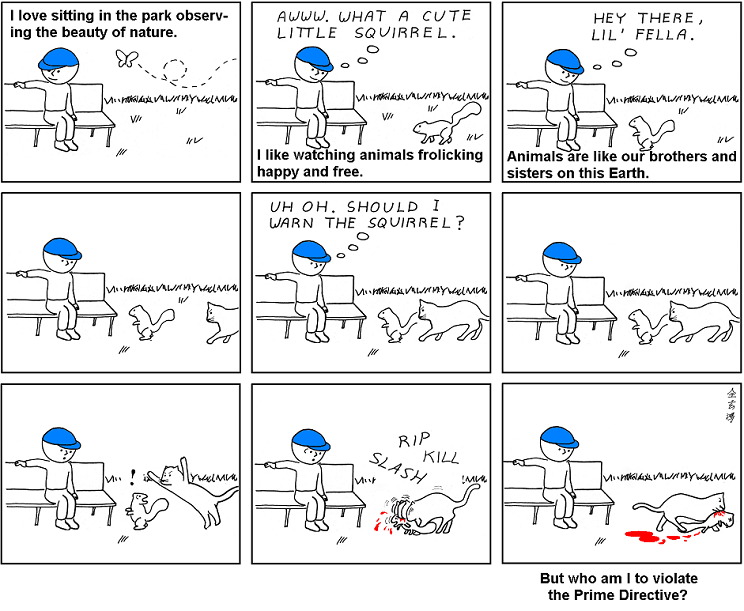 I love sitting in the park observ-
ing the beauty of nature.
AWWW. WHAT A CUTE
LITTLE SQUIRREL.
I like watching animals frolicking
happy and free.
HEY THERE,
LIL' FELLA.
Animals are like our brothers and
sisters on this Earth.
UH OH. SHOULD I
WARN THE SQUIRREL?
!
RIP
KILL
SLASH
But who am I to violate
the Prime Directive?